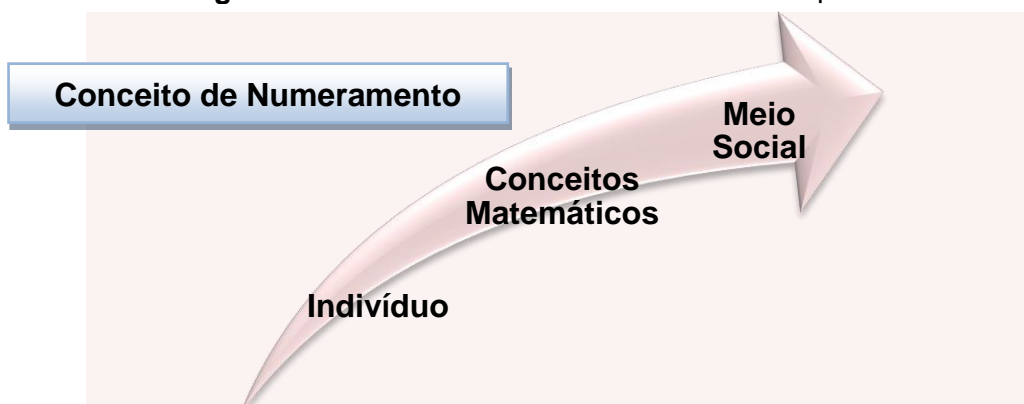 Conceito de Numeramento
Meio
Social
Conceitos
Matemáticos
Indivíduo